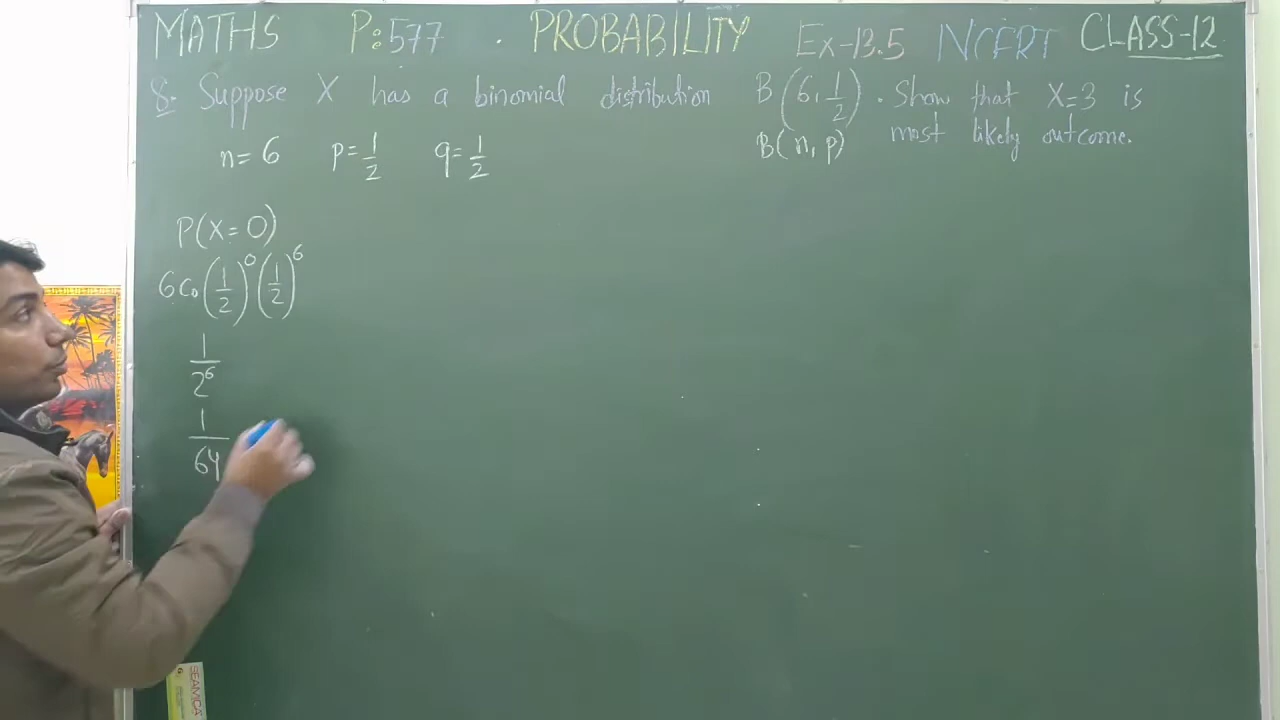 MATHS P:577 . PROBABILITY Ex-13.5 NCERT CLASS-12
8. Suppose X has a binomial distribution B(6, 1/2). Show that X=3 is
most likely outcome.
B(n, p)
n=6 p=1/2 q=1/2
P(X=0)
6C₀(1/2)⁰(1/2)⁶
1/2⁶
1/64